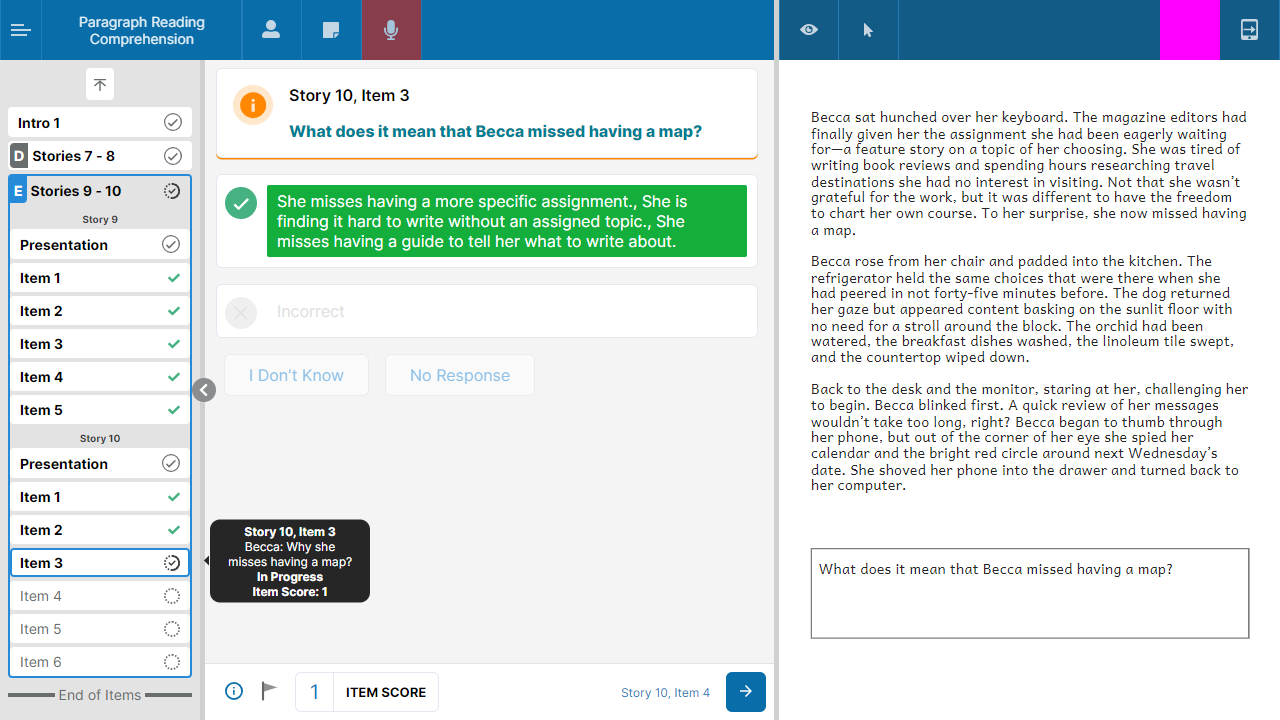 Paragraph Reading
Comprehension
Intro 1
D Stories 7 - 8
E Stories 9 - 10
Story 9
Presentation
Item 1
Item 2
Item 3
Item 4
Item 5
Story 10
Presentation
Item 1
Item 2
Item 3
Item 4
Item 5
Item 6
End of Items
Story 10, Item 3
What does it mean that Becca missed having a map?
She misses having a more specific assignment., She is
finding it hard to write without an assigned topic., She
misses having a guide to tell her what to write about.
Incorrect
I Don't Know
No Response
Story 10, Item 3
Becca: Why she
misses having a map?
In Progress
Item Score: 1
1 ITEM SCORE
Story 10, Item 4
Becca sat hunched over her keyboard. The magazine editors had
finally given her the assignment she had been eagerly waiting
for—a feature story on a topic of her choosing. She was tired of
writing book reviews and spending hours researching travel
destinations she had no interest in visiting. Not that she wasn't
grateful for the work, but it was different to have the freedom
to chart her own course. To her surprise, she now missed having
a map.
Becca rose from her chair and padded into the kitchen. The
refrigerator held the same choices that were there when she
had peered in not forty-five minutes before. The dog returned
her gaze but appeared content basking on the sunlit floor with
no need for a stroll around the block. The orchid had been
watered, the breakfast dishes washed, the linoleum tile swept,
and the countertop wiped down.
Back to the desk and the monitor, staring at her, challenging her
to begin. Becca blinked first. A quick review of her messages
wouldn't take too long, right? Becca began to thumb through
her phone, but out of the corner of her eye she spied her
calendar and the bright red circle around next Wednesday's
date. She shoved her phone into the drawer and turned back to
her computer.
What does it mean that Becca missed having a map?